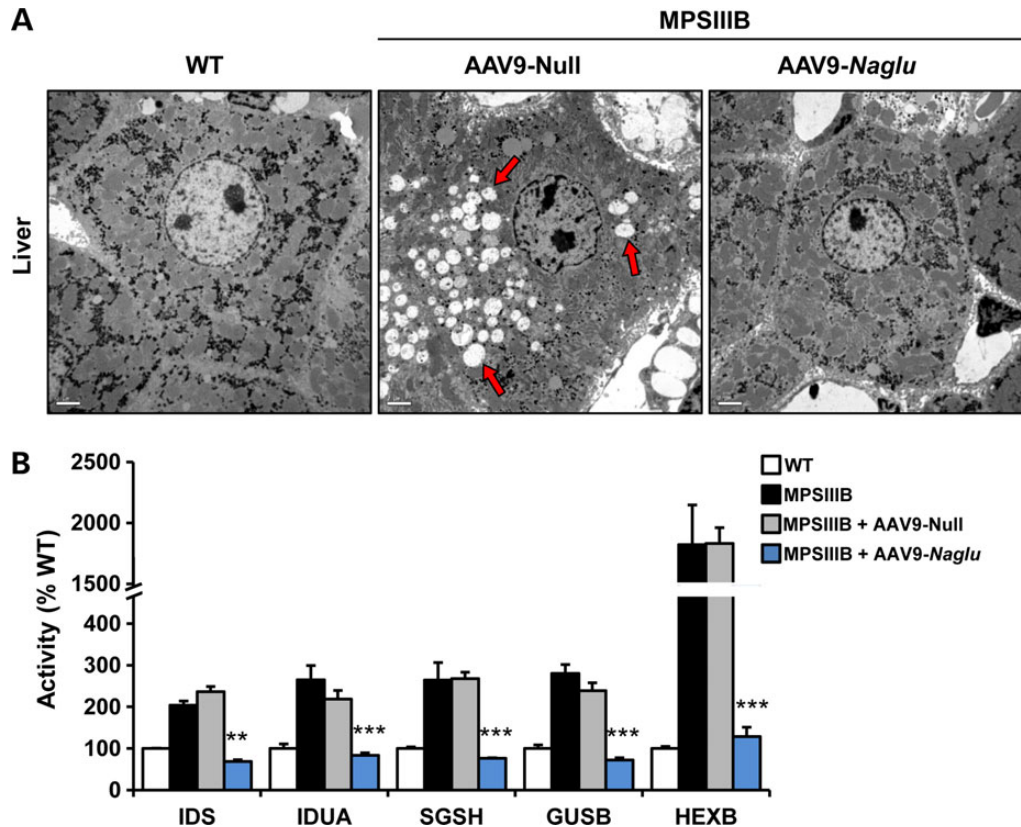 A
MPSIIIB
WT
AAV9-Null
AAV9-Naglu
Liver
B
2500
2000
1500
400
300
200
100
0
Activity (% WT)
WT
MPSIIIB
MPSIIIB + AAV9-Null
MPSIIIB + AAV9-Naglu
** *** *** *** ***
IDS IDUA SGSH GUSB HEXB